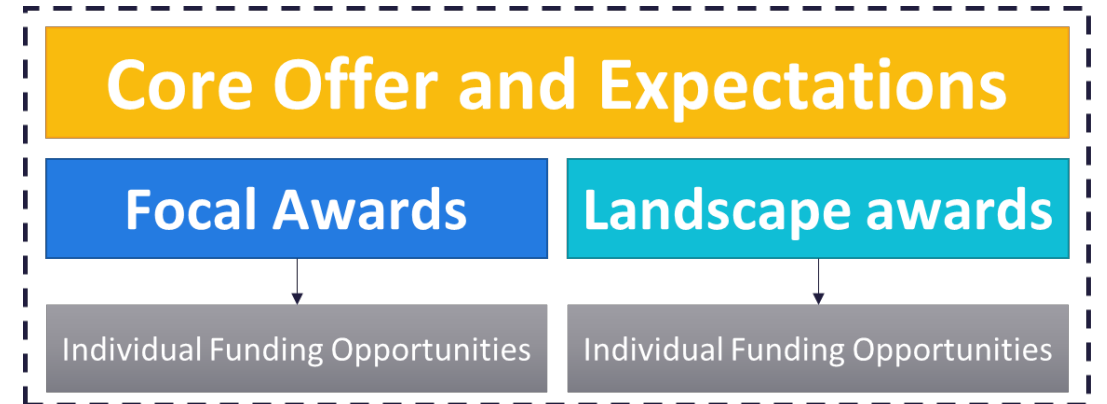 Core Offer and Expectations
Focal Awards
Landscape awards
Individual Funding Opportunities
Individual Funding Opportunities